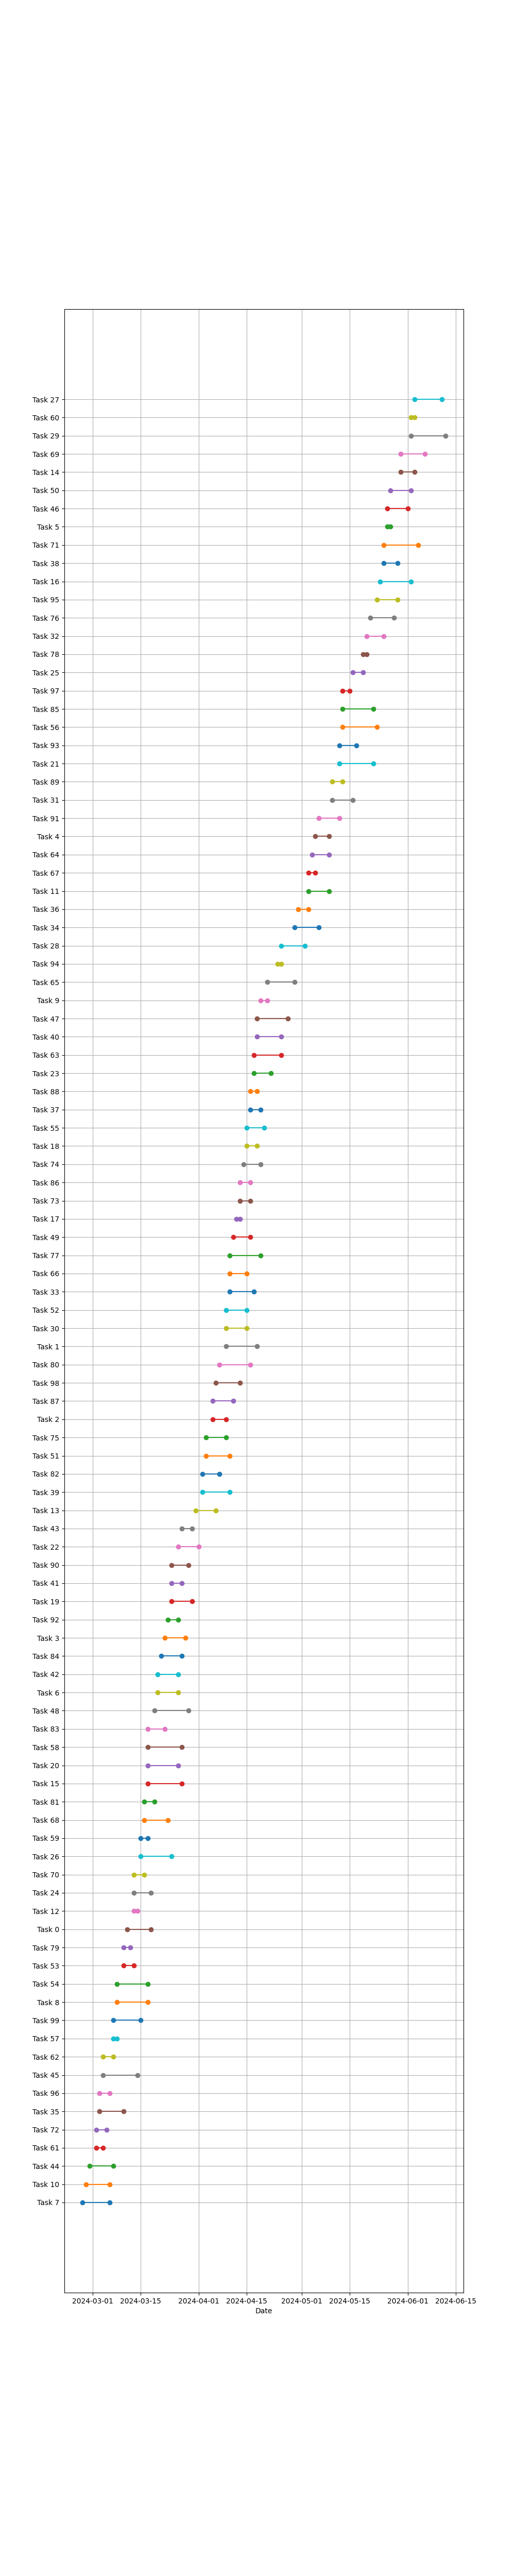 Task 27
Task 60
Task 29
Task 69
Task 14
Task 50
Task 46
Task 5
Task 71
Task 38
Task 16
Task 95
Task 76
Task 32
Task 78
Task 25
Task 97
Task 85
Task 56
Task 93
Task 21
Task 89
Task 31
Task 91
Task 4
Task 64
Task 67
Task 11
Task 36
Task 34
Task 28
Task 94
Task 65
Task 9
Task 47
Task 40
Task 63
Task 23
Task 88
Task 37
Task 55
Task 18
Task 74
Task 86
Task 73
Task 17
Task 49
Task 77
Task 66
Task 33
Task 52
Task 30
Task 1
Task 80
Task 98
Task 87
Task 2
Task 75
Task 51
Task 82
Task 39
Task 13
Task 43
Task 22
Task 90
Task 41
Task 19
Task 92
Task 3
Task 84
Task 42
Task 6
Task 48
Task 83
Task 58
Task 20
Task 15
Task 81
Task 68
Task 59
Task 26
Task 70
Task 24
Task 12
Task 0
Task 79
Task 53
Task 54
Task 8
Task 99
Task 57
Task 62
Task 45
Task 96
Task 35
Task 72
Task 61
Task 44
Task 10
Task 7
2024-03-01 2024-03-15 2024-04-01 2024-04-15 2024-05-01 2024-05-15 2024-06-01 2024-06-15
Date